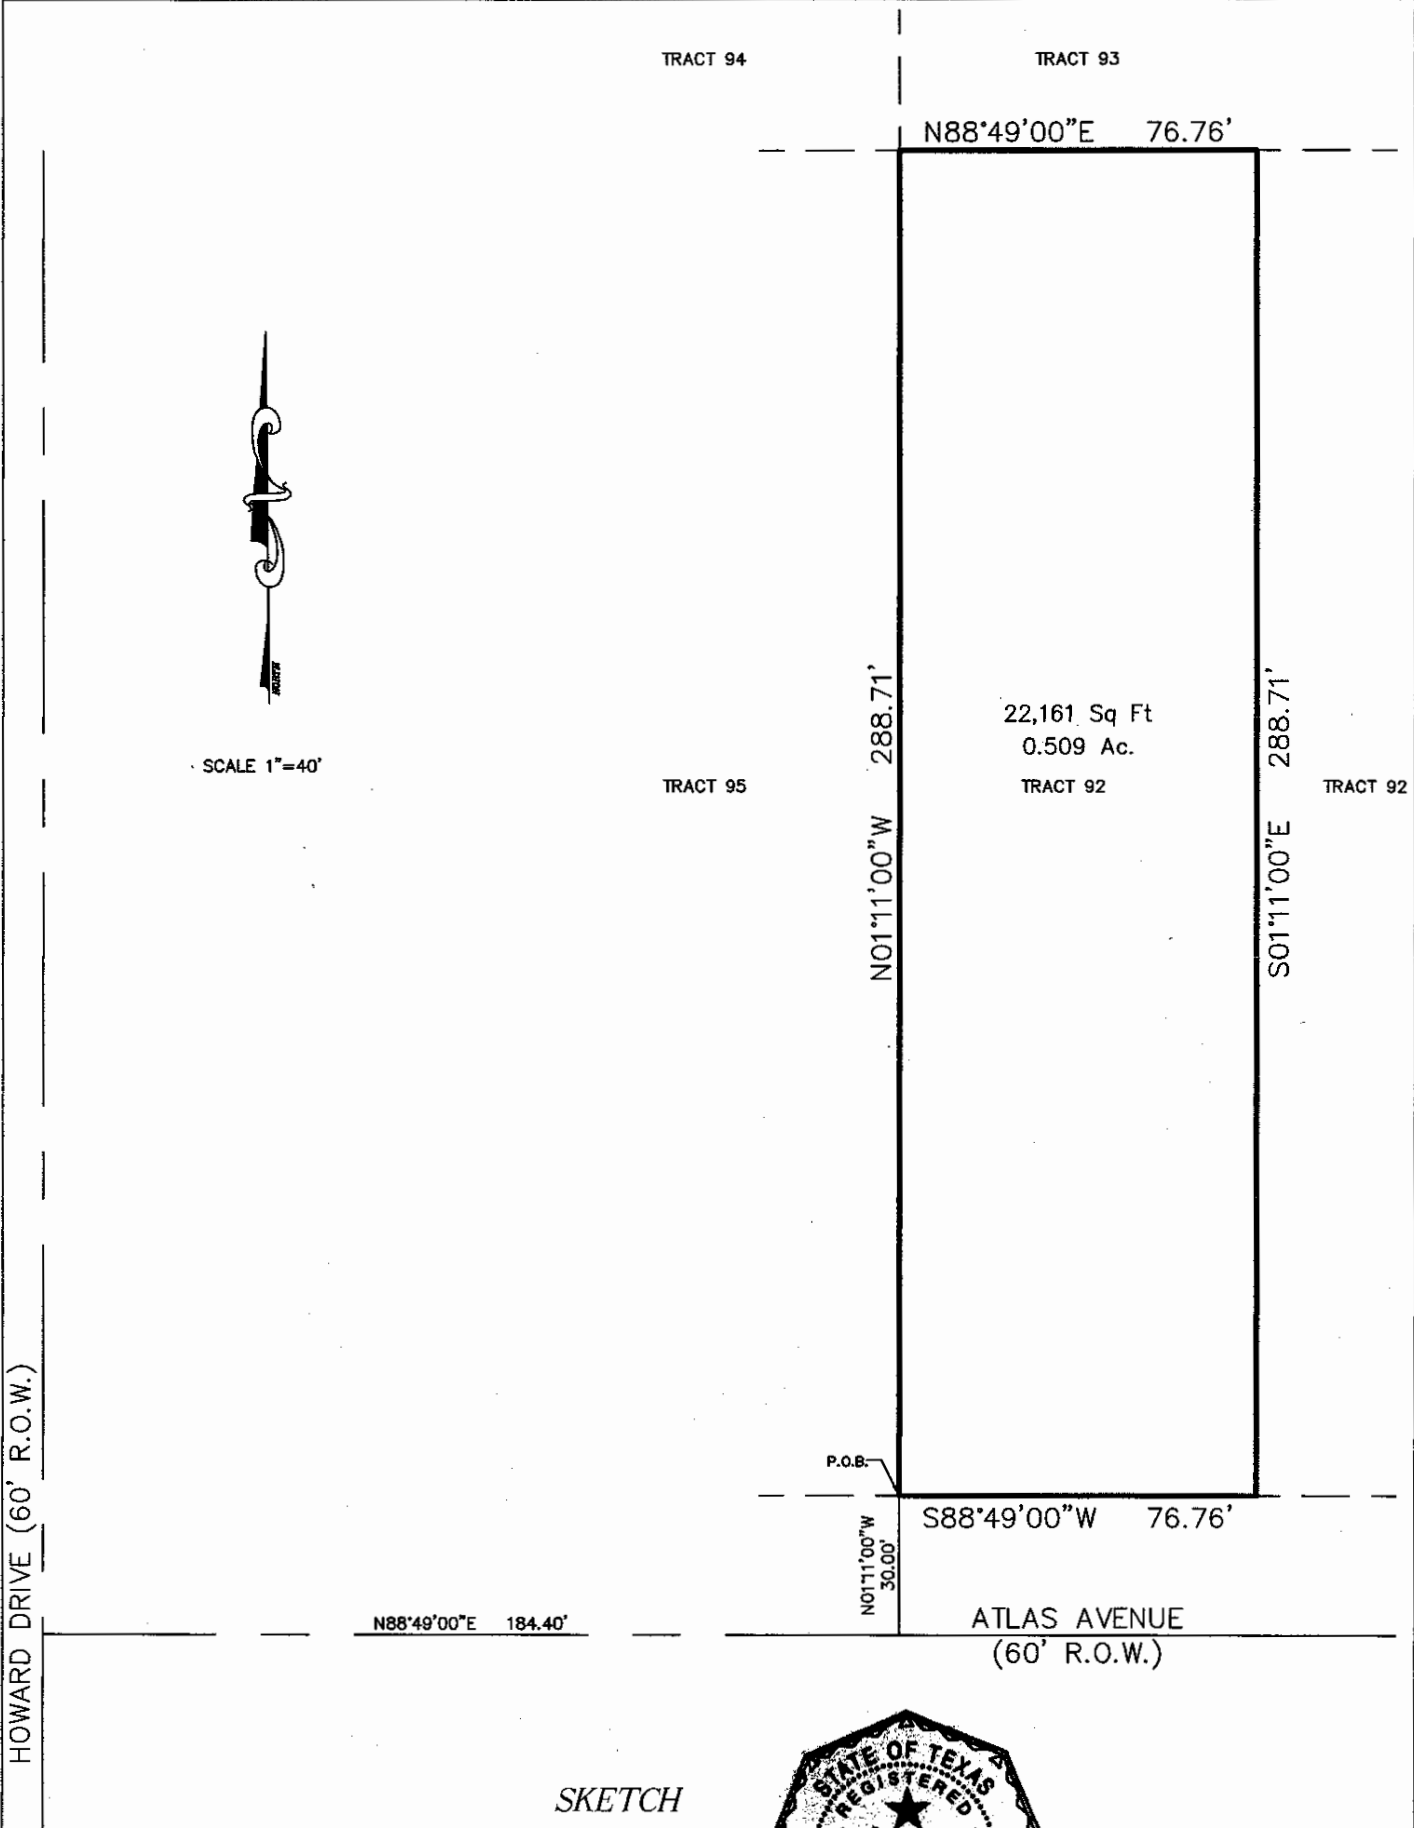 TRACT 94
TRACT 93
N88°49'00"E 76.76'
NORTH
SCALE 1"=40'
N01°11'00"W 288.71'
22,161 Sq Ft
0.509 Ac.
S01°11'00"E 288.71'
TRACT 95
TRACT 92
TRACT 92
P.O.B.
S88°49'00"W 76.76'
N01°11'00"W
30.00'
HOWARD DRIVE (60' R.O.W.)
N88°49'00"E 184.40'
ATLAS AVENUE
(60' R.O.W.)
SKETCH
STATE OF TEXAS
REGISTERED